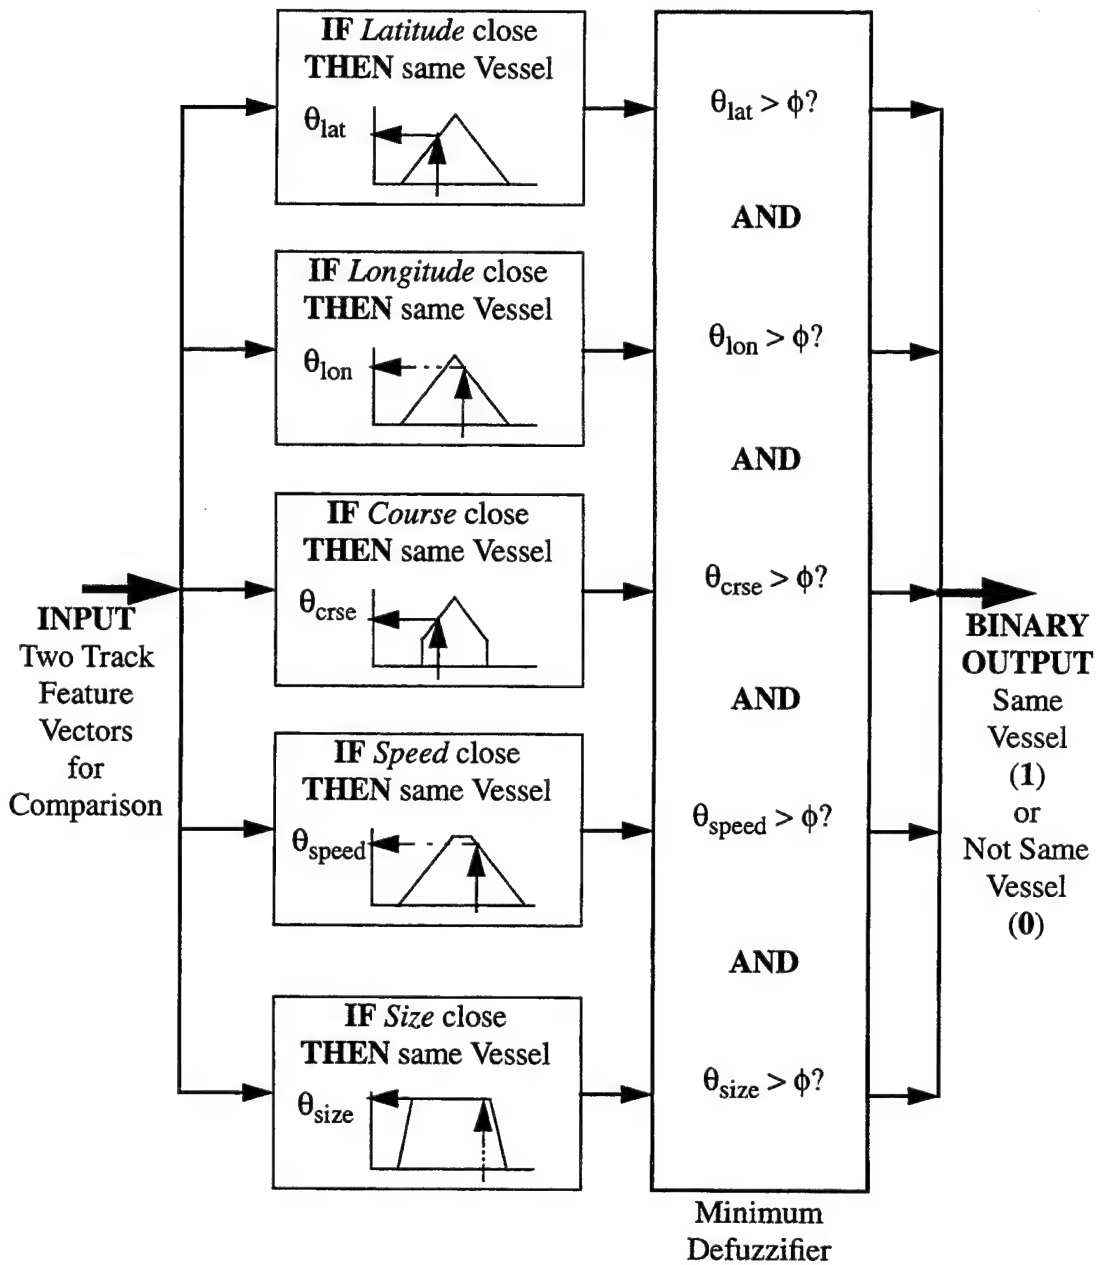 IF Latitude close
THEN same Vessel
θlat
IF Longitude close
THEN same Vessel
θlon
IF Course close
THEN same Vessel
θcrse
IF Speed close
THEN same Vessel
θspeed
IF Size close
THEN same Vessel
θsize
INPUT
Two Track
Feature
Vectors
for
Comparison
θlat > ϕ?
AND
θlon > ϕ?
AND
θcrse > ϕ?
AND
θspeed > ϕ?
AND
θsize > ϕ?
Minimum
Defuzzifier
BINARY
OUTPUT
Same
Vessel
(1)
or
Not Same
Vessel
(0)